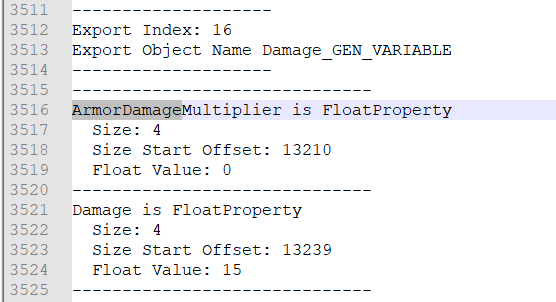 3511 --------------------
3512 Export Index: 16
3513 Export Object Name Damage_GEN_VARIABLE
3514 --------------------
3515 ------------------------------
3516 ArmorDamageMultiplier is FloatProperty
3517   Size: 4
3518   Size Start Offset: 13210
3519   Float Value: 0
3520 ------------------------------
3521 Damage is FloatProperty
3522   Size: 4
3523   Size Start Offset: 13239
3524   Float Value: 15
3525 ------------------------------